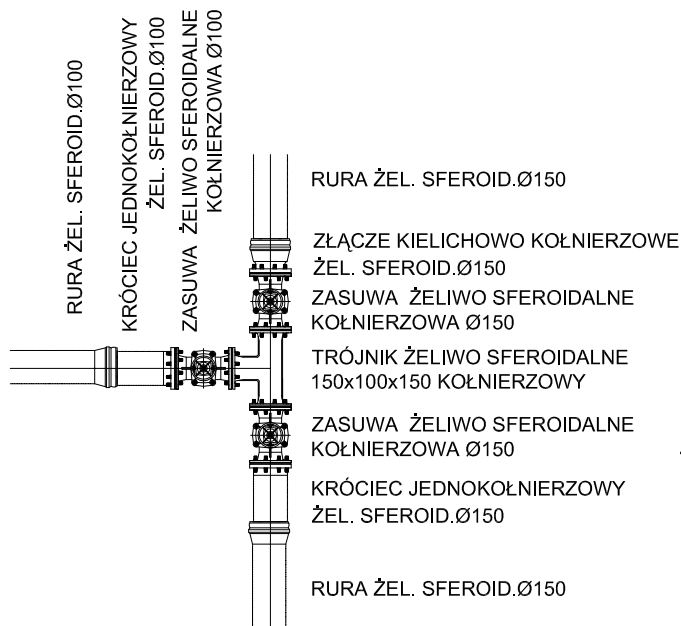 RURA ŻEL. SFEROID.Ø100
KRÓCIEC JEDNOKOŁNIERZOWY
ŻEL. SFEROID.Ø100
ZASUWA ŻELIWO SFEROIDALNE
KOŁNIERZOWA Ø100
RURA ŻEL. SFEROID.Ø150
ZŁĄCZE KIELICHOWO KOŁNIERZOWE
ŻEL. SFEROID.Ø150
ZASUWA ŻELIWO SFEROIDALNE
KOŁNIERZOWA Ø150
TRÓJNIK ŻELIWO SFEROIDALNE
150x100x150 KOŁNIERZOWY
ZASUWA ŻELIWO SFEROIDALNE
KOŁNIERZOWA Ø150
KRÓCIEC JEDNOKOŁNIERZOWY
ŻEL. SFEROID.Ø150
RURA ŻEL. SFEROID.Ø150